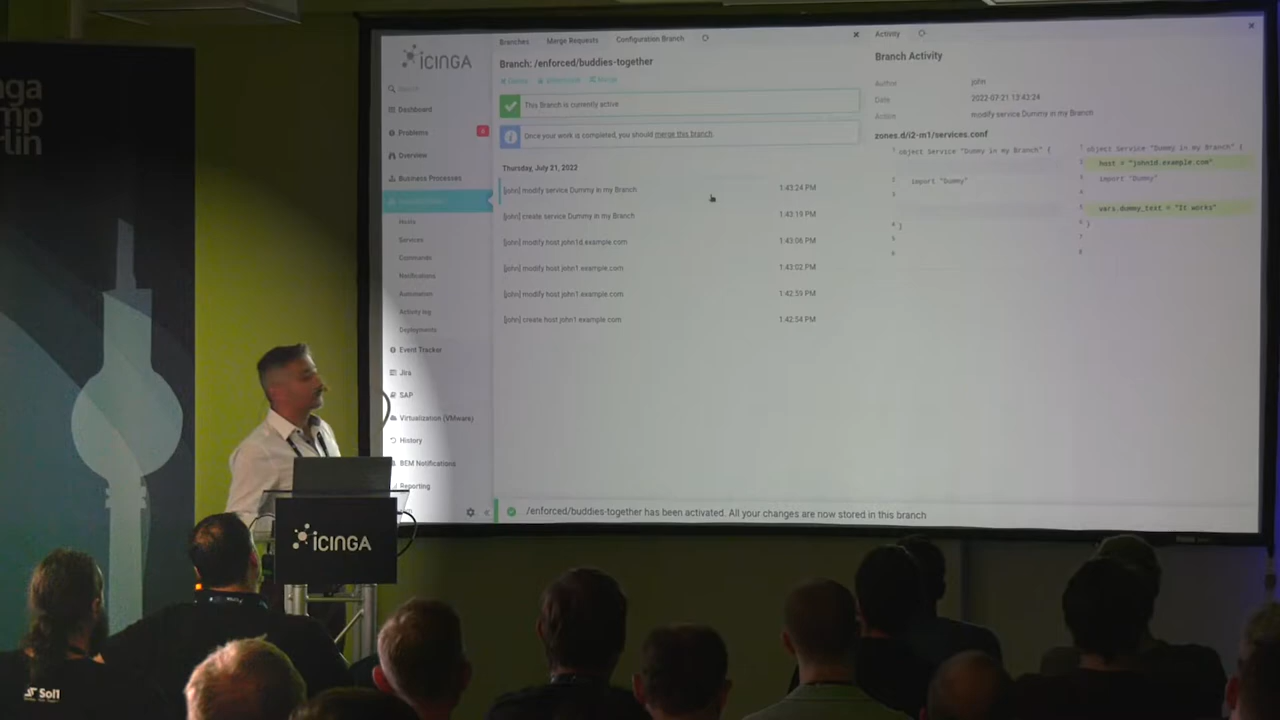 nga
mp
rlin
iCINGA
Dashboard
Problems
Overview
Business Processes
Hosts
Services
Commands
Notifications
Automation
Activity log
Deployments
Event Tracker
Jira
SAP
Virtualization (VMware)
History
BEM Notifications
Reporting
Branches Merge Requests Configuration Branch
Branch: /enforced/buddies-together
Merge
This Branch is currently active
Once your work is completed, you should merge this branch.
Thursday, July 21, 2022
[john] modify service Dummy in my Branch 1:43:24 PM
[john] create service Dummy in my Branch 1:43:19 PM
[john] modify host john1d.example.com 1:43:06 PM
[john] modify host john1.example.com 1:43:02 PM
[john] modify host john1.example.com 1:42:59 PM
[john] create host john1.example.com 1:42:54 PM
/enforced/buddies-together has been activated. All your changes are now stored in this branch
Activity
Branch Activity
Author john
Date 2022-07-21 13:43:24
Action modify service Dummy in my Branch
zones.d/i2-m1/services.conf
object Service "Dummy in my Branch" {
import "Dummy"
}
object Service "Dummy in my Branch" {
host = "john1d.example.com"
import "Dummy"
vars.dummy_test = "It works"
}
iCINGA
Sol1